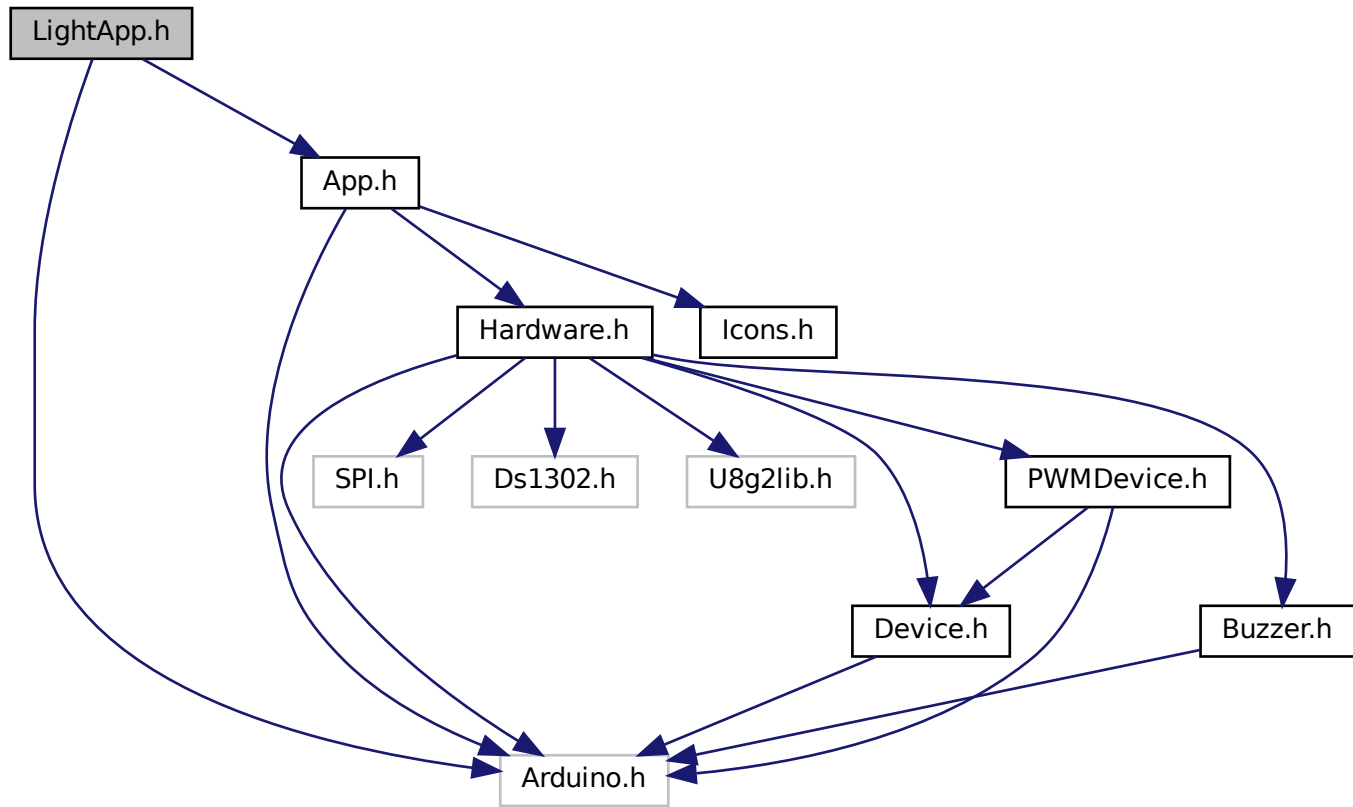 LightApp.h
App.h
Hardware.h
Icons.h
SPI.h
Ds1302.h
U8g2lib.h
PWMDevice.h
Device.h
Buzzer.h
Arduino.h